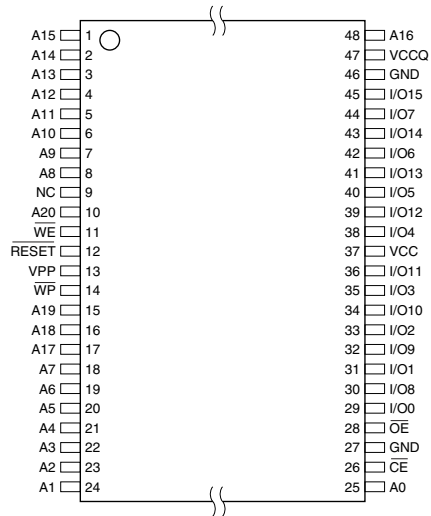 A15 1 48 A16
A14 2 47 VCCQ
A13 3 46 GND
A12 4 45 I/O15
A11 5 44 I/O7
A10 6 43 I/O14
A9 7 42 I/O6
A8 8 41 I/O13
NC 9 40 I/O5
A20 10 39 I/O12
WE 11 38 I/O4
RESET 12 37 VCC
VPP 13 36 I/O11
WP 14 35 I/O3
A19 15 34 I/O10
A18 16 33 I/O2
A17 17 32 I/O9
A7 18 31 I/O1
A6 19 30 I/O8
A5 20 29 I/O0
A4 21 28 OE
A3 22 27 GND
A2 23 26 CE
A1 24 25 A0